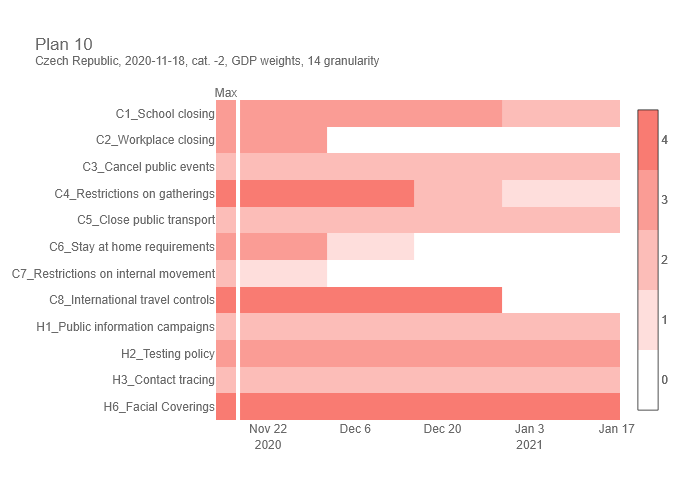 Plan 10
Czech Republic, 2020-11-18, cat. -2, GDP weights, 14 granularity
Max
C1_School closing
C2_Workplace closing
C3_Cancel public events
C4_Restrictions on gatherings
C5_Close public transport
C6_Stay at home requirements
C7_Restrictions on internal movement
C8_International travel controls
H1_Public information campaigns
H2_Testing policy
H3_Contact tracing
H6_Facial Coverings
4
3
2
1
0
Nov 22 Dec 6 Dec 20 Jan 3 Jan 17
2020 2021